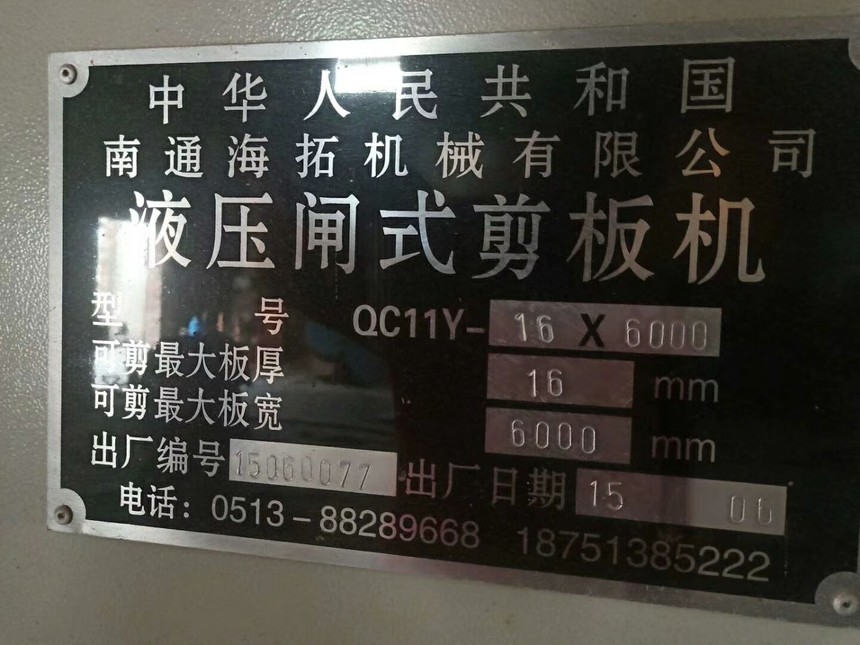 中华人民共和国
南通海拓机械有限公司
液压闸式剪板机
型号 QC11Y-16X6000
可剪最大板厚 16 mm
可剪最大板宽 6000 mm
出厂编号 15060077 出厂日期 15 06
电话：0513-88289668 18751385222